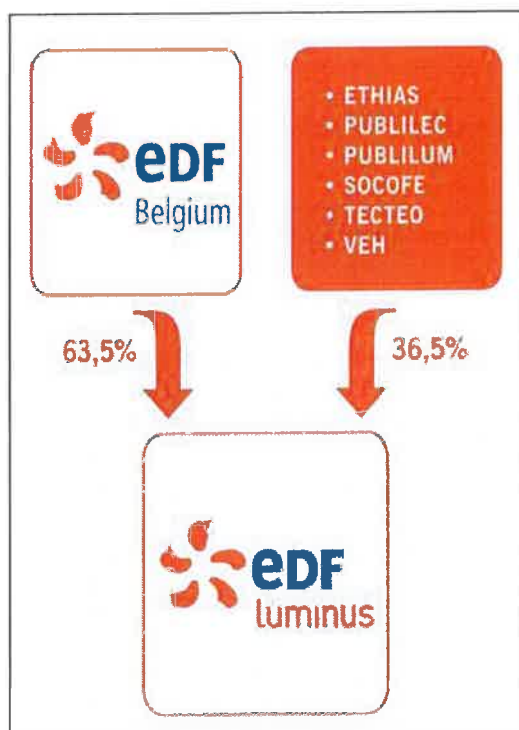 eDF
Belgium
• ETHIAS
• PUBLILEC
• PUBLILUM
• SOCOFE
• TECTEO
• VEH
63,5%
36,5%
eDF
luminus